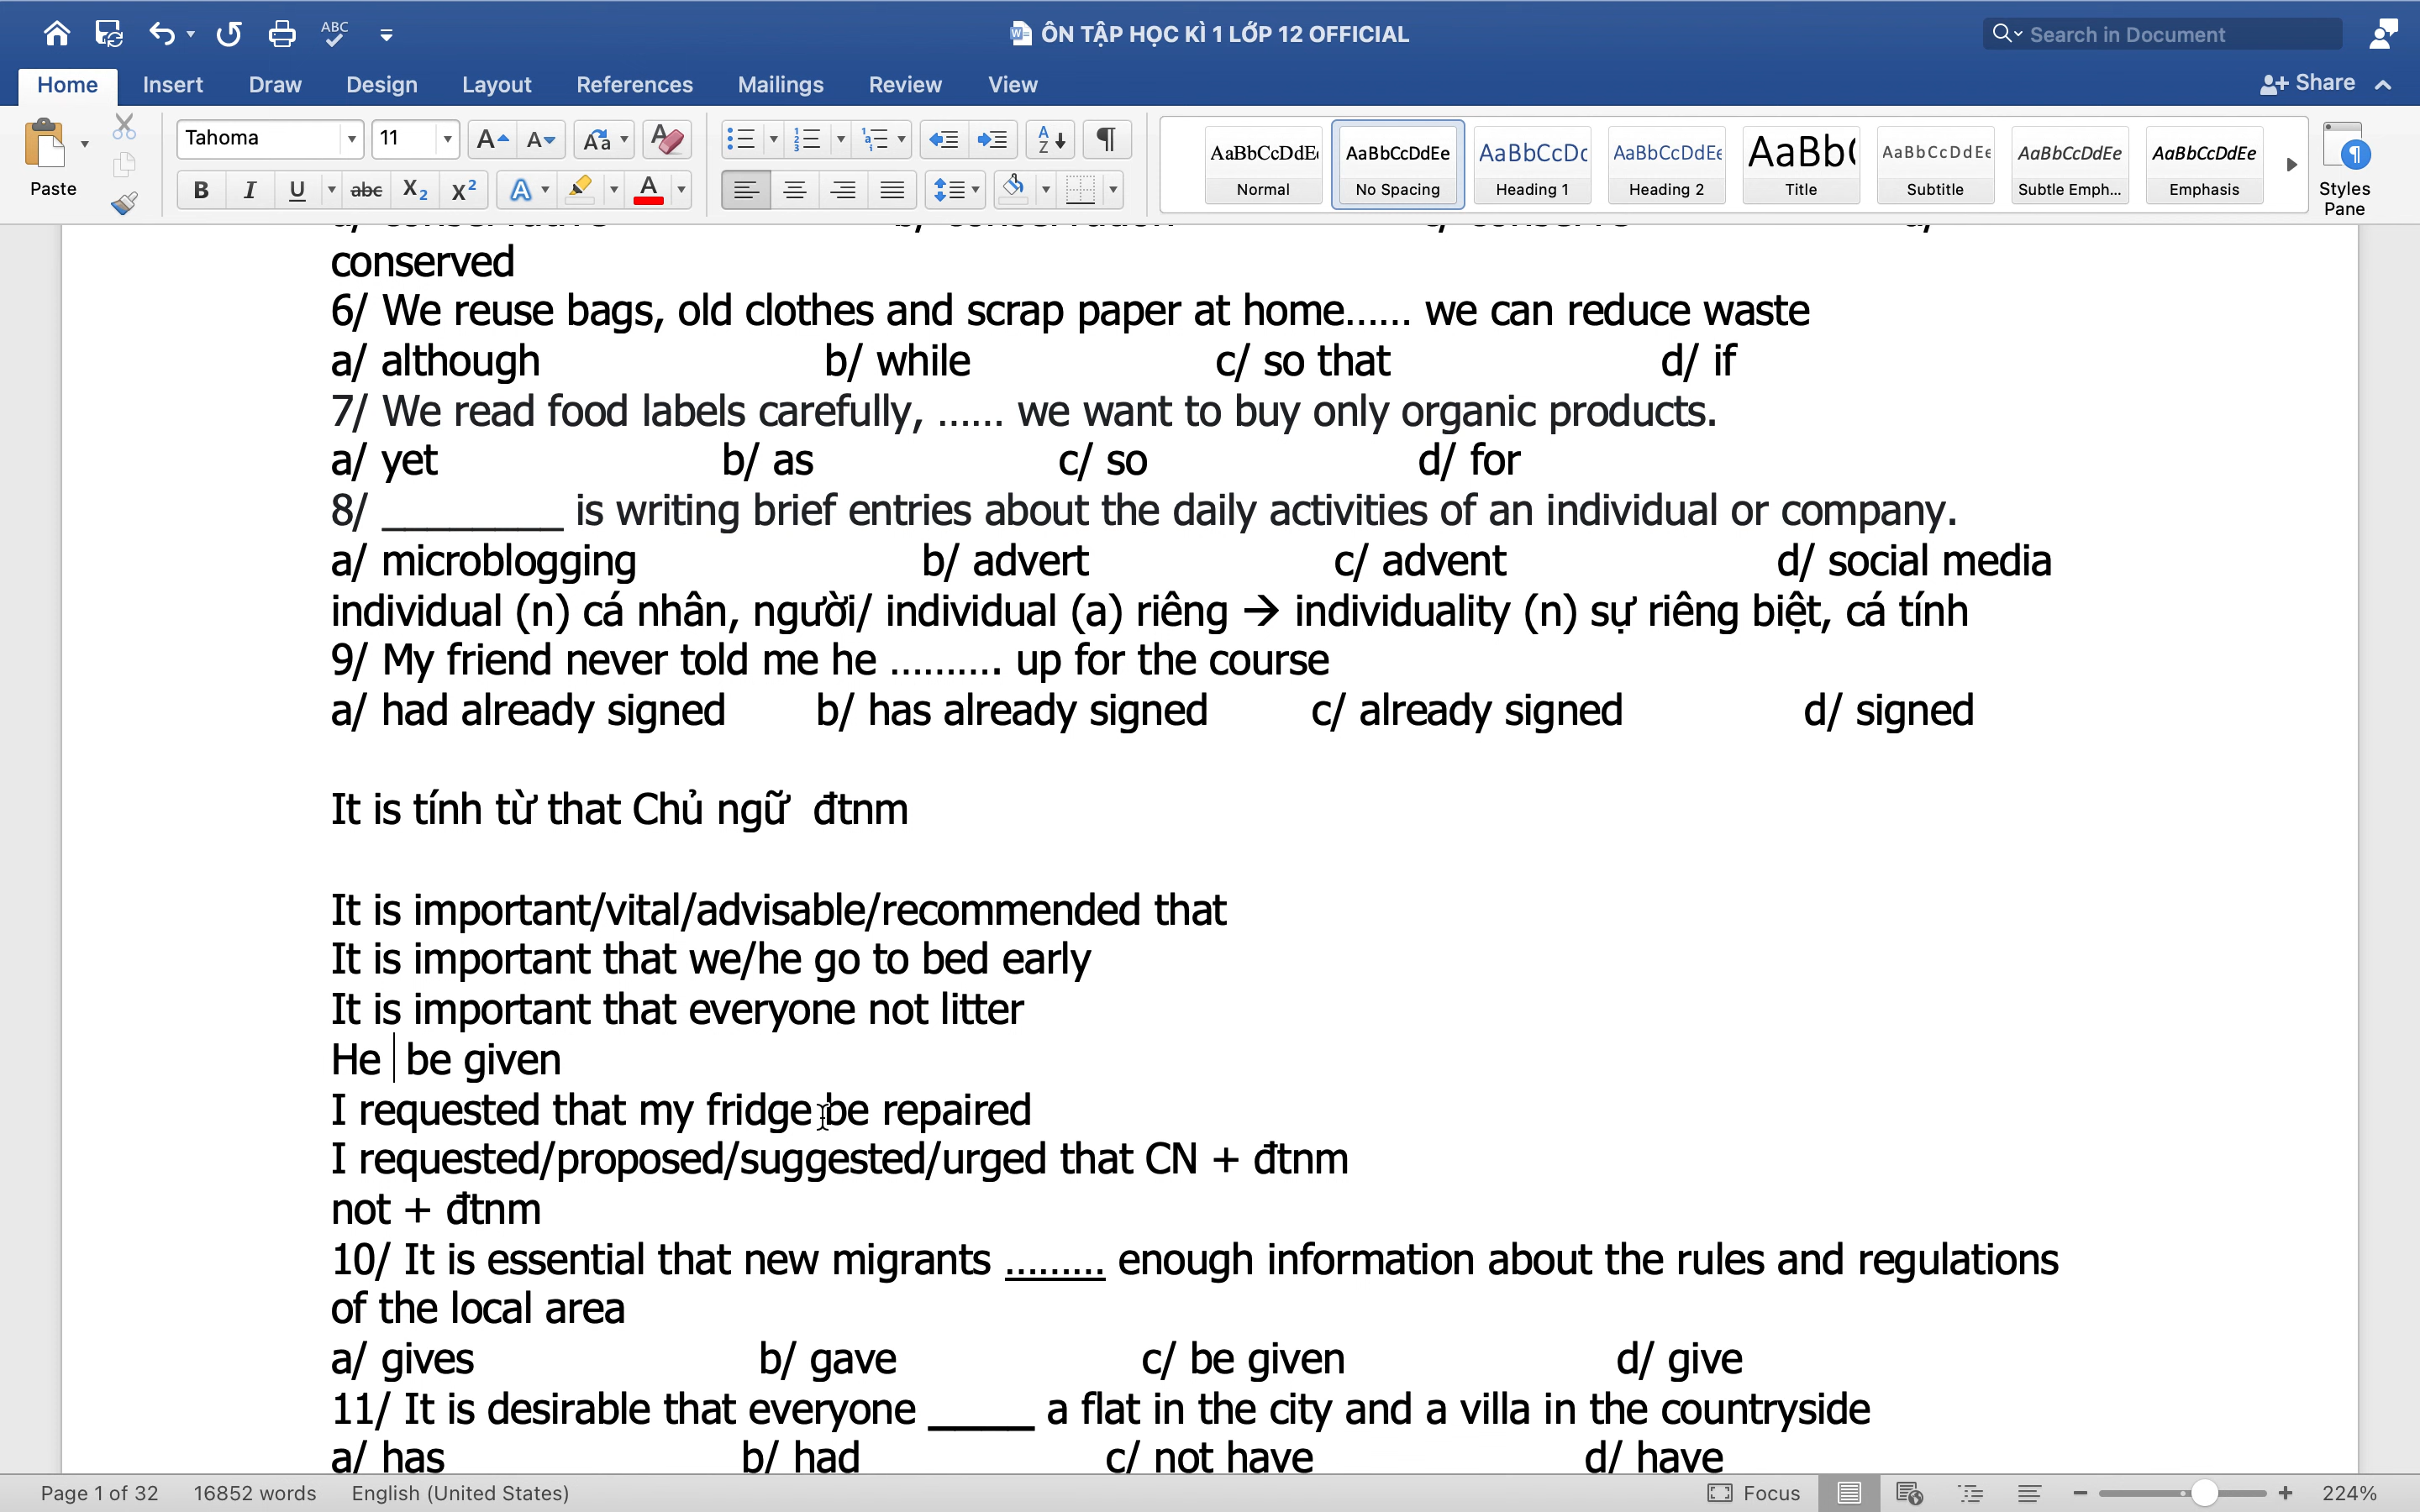 ABC
ÔN TẬP HỌC KÌ 1 LỚP 12 OFFICIAL
Search in Document
Home Insert Draw Design Layout References Mailings Review View
Share
Paste
Tahoma 11
AaBbCcDdEe AaBbCcDdEe AaBbCcDc AaBbCcDdEe AaBb( AaBbCcDdEe AaBbCcDdEe AaBbCcDdEe
Normal No Spacing Heading 1 Heading 2 Title Subtitle Subtle Emph... Emphasis
Styles Pane
conserved
6/ We reuse bags, old clothes and scrap paper at home...... we can reduce waste
a/ although b/ while c/ so that d/ if
7/ We read food labels carefully, ...... we want to buy only organic products.
a/ yet b/ as c/ so d/ for
8/ ________ is writing brief entries about the daily activities of an individual or company.
a/ microblogging b/ advert c/ advent d/ social media
individual (n) cá nhân, người/ individual (a) riêng → individuality (n) sự riêng biệt, cá tính
9/ My friend never told me he .......... up for the course
a/ had already signed b/ has already signed c/ already signed d/ signed
It is tính từ that Chủ ngữ đtnm
It is important/vital/advisable/recommended that
It is important that we/he go to bed early
It is important that everyone not litter
He be given
I requested that my fridge be repaired
I requested/proposed/suggested/urged that CN + đtnm
not + đtnm
10/ It is essential that new migrants ......... enough information about the rules and regulations
of the local area
a/ gives b/ gave c/ be given d/ give
11/ It is desirable that everyone _____ a flat in the city and a villa in the countryside
a/ has b/ had c/ not have d/ have
Page 1 of 32 16852 words English (United States) Focus 224%